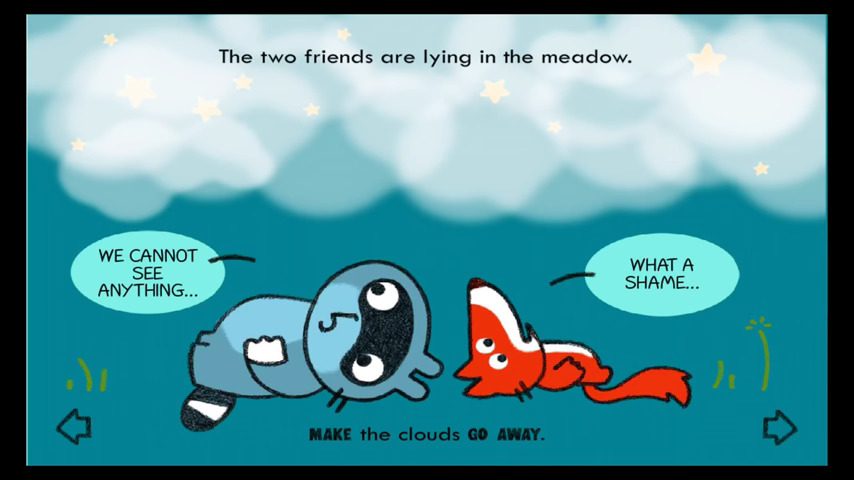 The two friends are lying in the meadow.
WE CANNOT
SEE
ANYTHING...
WHAT A
SHAME...
MAKE the clouds GO AWAY.